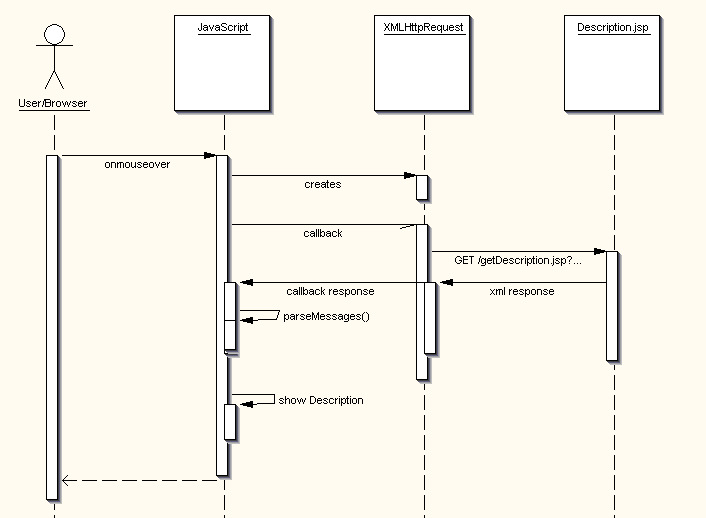 JavaScript
XMLHttpRequest
Description.jsp
User/Browser
onmouseover
creates
callback
GET /getDescription.jsp?...
callback response
xml response
parseMessages()
show Description